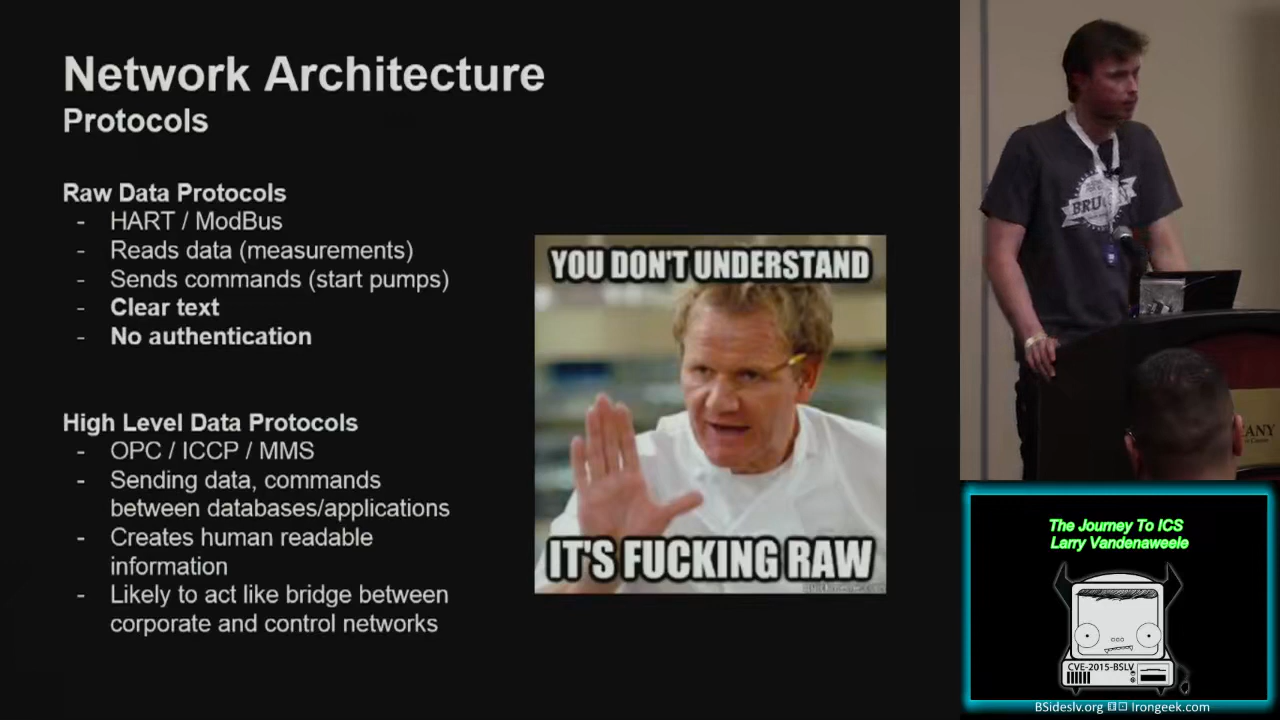 Network Architecture
Protocols
Raw Data Protocols
- HART / ModBus
- Reads data (measurements)
- Sends commands (start pumps)
- Clear text
- No authentication
High Level Data Protocols
- OPC / ICCP / MMS
- Sending data, commands
between databases/applications
- Creates human readable
information
- Likely to act like bridge between
corporate and control networks
YOU DON'T UNDERSTAND
IT'S FUCKING RAW
The Journey To ICS
Larry Vandenaweele
CVE-2015-BSLV
BSideslv.org
Irongeek.com